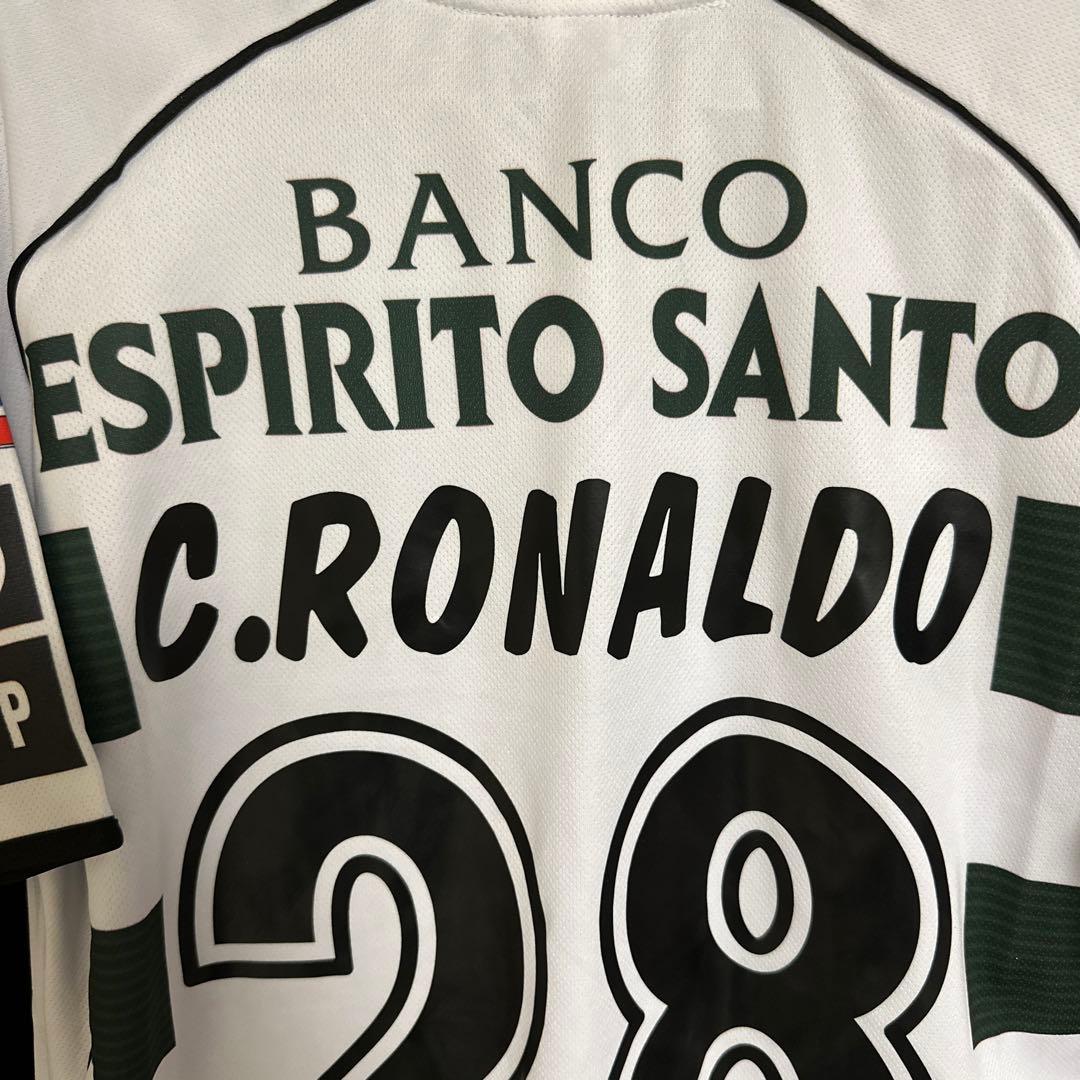 BANCO
ESPIRITO SANTO
C.RONALDO
28
P